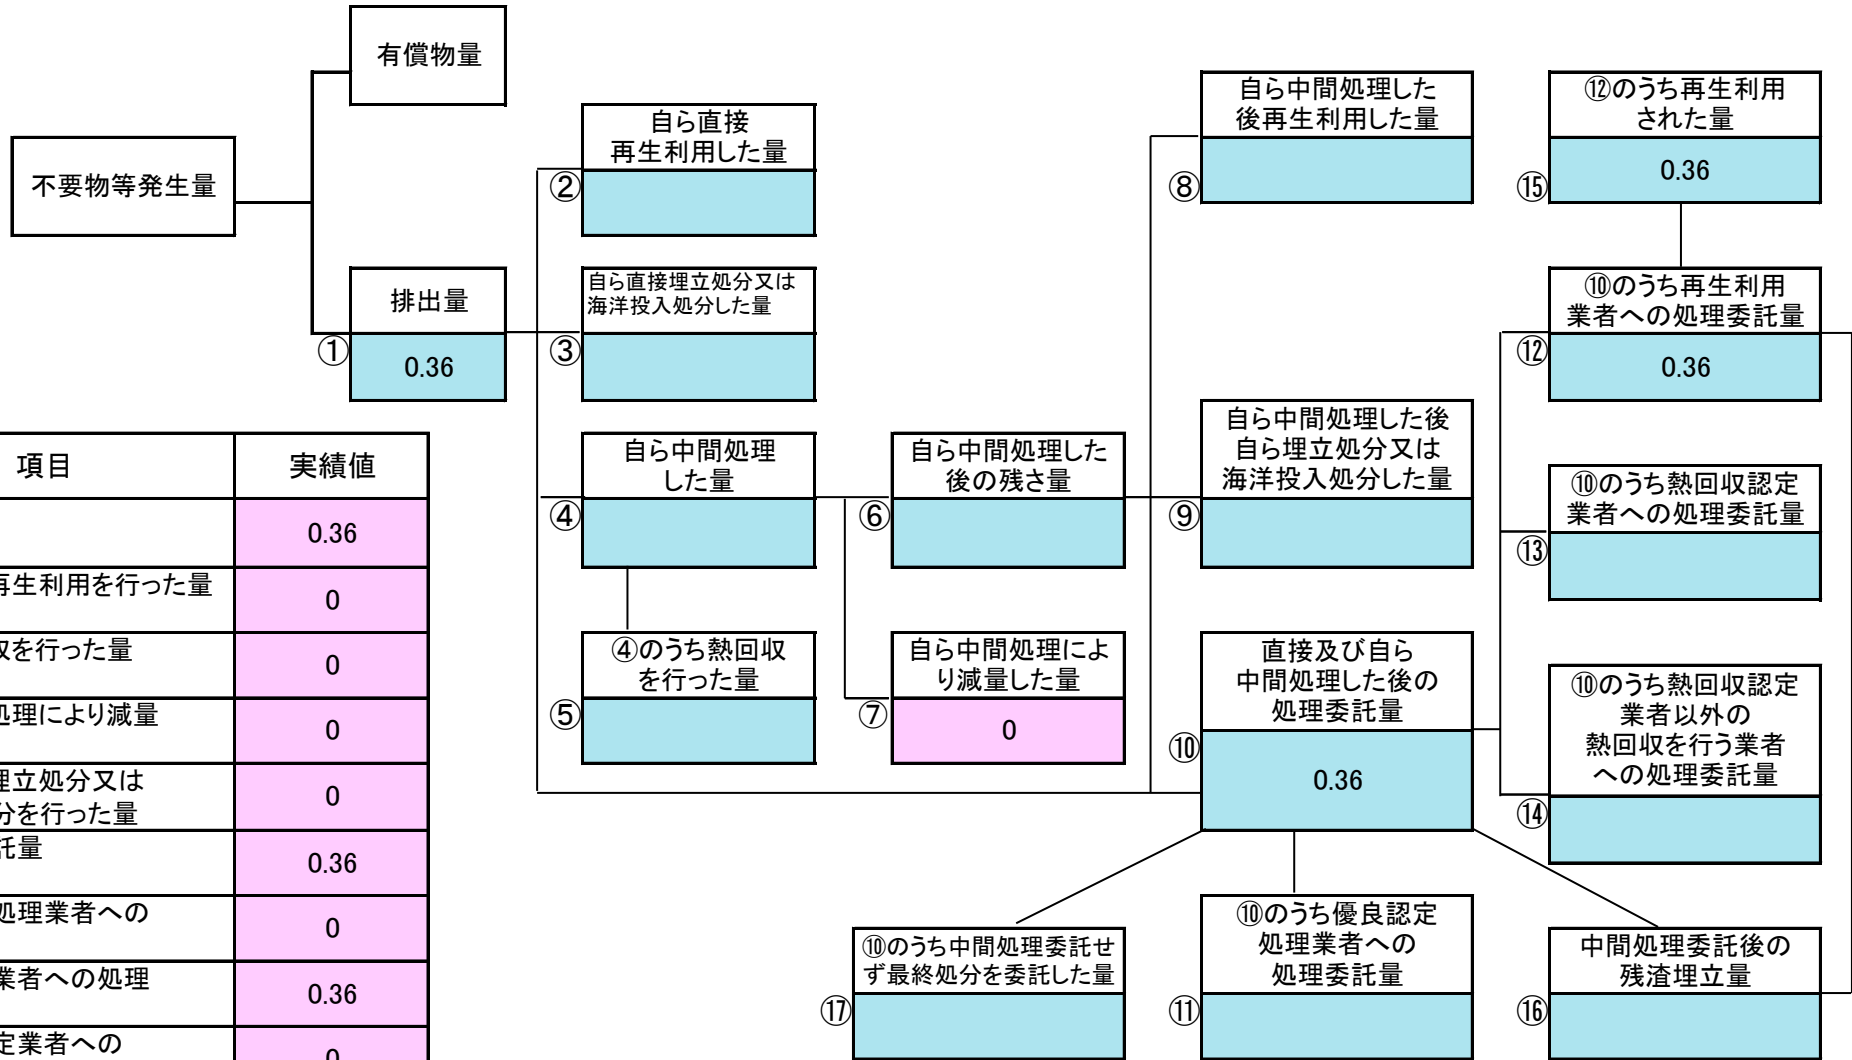 有償物量
不要物等発生量
排出量
①
0.36
自ら直接
再生利用した量
②
自ら直接埋立処分又は
海洋投入処分した量
③
自ら中間処理
した量
④
④のうち熱回収
を行った量
⑤
自ら中間処理した
後の残さ量
⑥
自ら中間処理によ
り減量した量
⑦
0
自ら中間処理した
後再生利用した量
⑧
自ら中間処理した後
自ら埋立処分又は
海洋投入処分した量
⑨
直接及び自ら
中間処理した後の
処理委託量
⑩
0.36
⑫のうち再生利用
された量
⑮
0.36
⑩のうち再生利用
業者への処理委託量
⑫
0.36
⑩のうち熱回収認定
業者への処理委託量
⑬
⑩のうち熱回収認定
業者以外の
熱回収を行う業者
への処理委託量
⑭
⑩のうち中間処理委託せ
ず最終処分を委託した量
⑰
⑩のうち優良認定
処理業者への
処理委託量
⑪
中間処理委託後の
残渣埋立量
⑯
項目 実績値
0.36
再生利用を行った量 0
を行った量 0
処理により減量 0
埋立処分又は
分を行った量 0
託量 0.36
処理業者への 0
業者への処理 0.36
定業者への 0